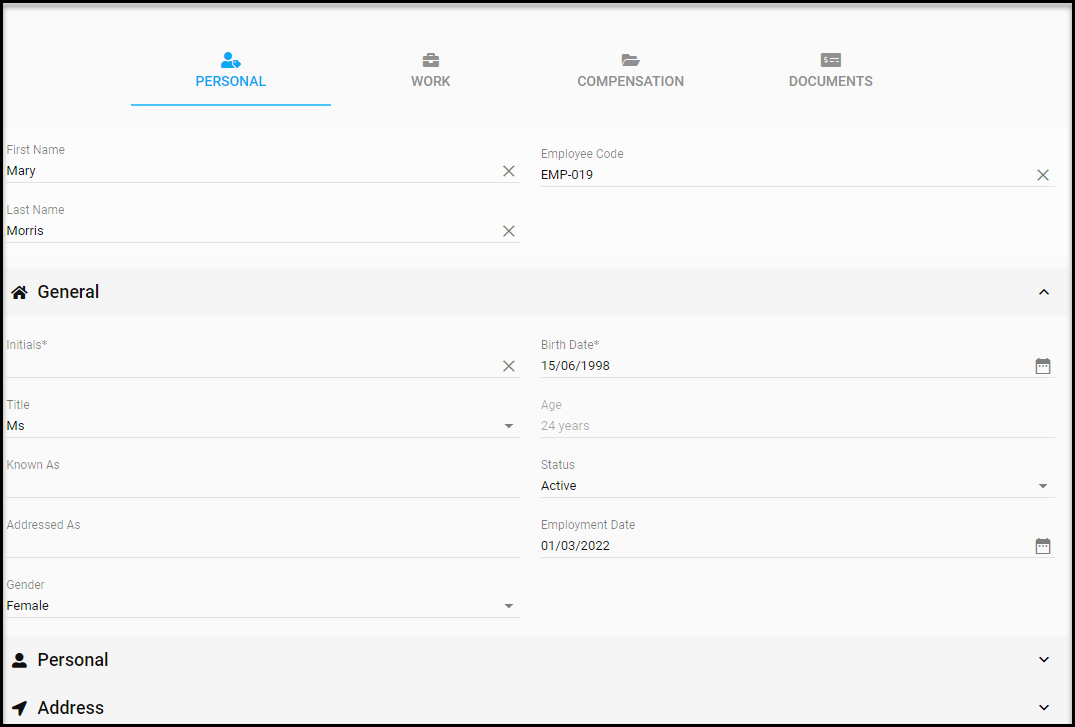 PERSONAL
WORK
COMPENSATION
DOCUMENTS
First Name
Mary
Employee Code
EMP-019
Last Name
Morris
General
Initials*
Birth Date*
15/06/1998
Title
Ms
Age
24 years
Known As
Status
Active
Addressed As
Employment Date
01/03/2022
Gender
Female
Personal
Address